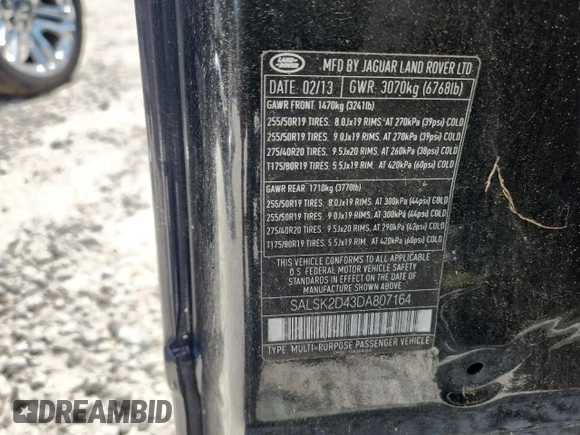 LAND-
ROVER
MFD BY JAGUAR LAND ROVER LTD
DATE: 02/13 GWR: 3070kg (6768lb)
GAWR FRONT: 1470kg (3241lb)
255/50R19 TIRES. 8.0Jx19 RIMS. AT 270kPa (39psi) COLD
255/50R19 TIRES. 9.0Jx19 RIMS. AT 270kPa (39psi) COLD
275/40R20 TIRES. 9.5Jx20 RIMS. AT 260kPa (38psi) COLD
T175/80R19 TIRES. 5.5Jx19 RIM. AT 420kPa (60psi) COLD
GAWR REAR: 1710kg (3770lb)
255/50R19 TIRES. 8.0Jx19 RIMS. AT 300kPa (44psi) COLD
255/50R19 TIRES. 9.0Jx19 RIMS. AT 300kPa (44psi) COLD
275/40R20 TIRES. 9.5Jx20 RIMS. AT 290kPa (42psi) COLD
T175/80R19 TIRES. 5.5Jx19 RIM. AT 420kPa (60psi) COLD
THIS VEHICLE CONFORMS TO ALL APPLICABLE
U.S. FEDERAL MOTOR VEHICLE SAFETY
STANDARDS IN EFFECT ON THE DATE OF
MANUFACTURE SHOWN ABOVE.
SALSK2D43DA807164
TYPE: MULTI-PURPOSE PASSENGER VEHICLE
DREAMBID